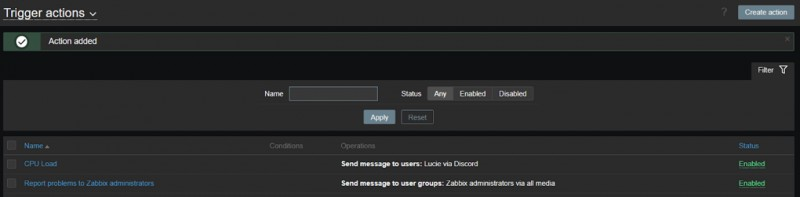 Trigger actions
? Create action
Action added
Filter
Name Status Any Enabled Disabled
Apply Reset
Name Conditions Operations Status
CPU Load Send message to users: Lucie via Discord Enabled
Report problems to Zabbix administrators Send message to user groups: Zabbix administrators via all media Enabled